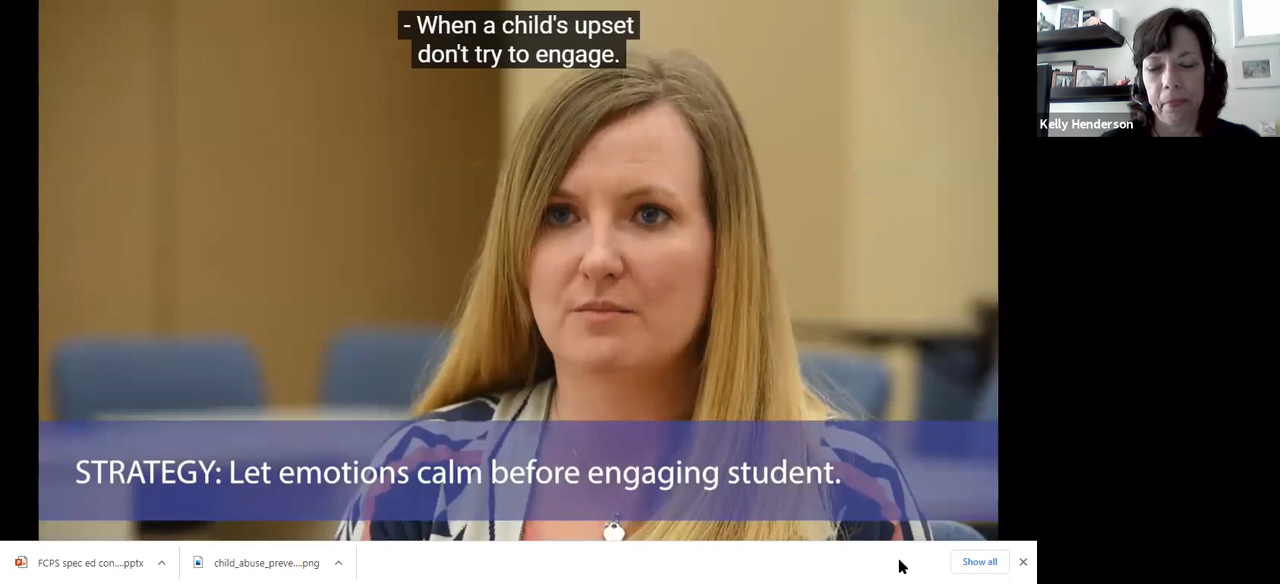 - When a child's upset
don't try to engage.
Kelly Henderson
STRATEGY: Let emotions calm before engaging student.
FCPS spec ed con....pptx
child_abuse_preve....png
Show all